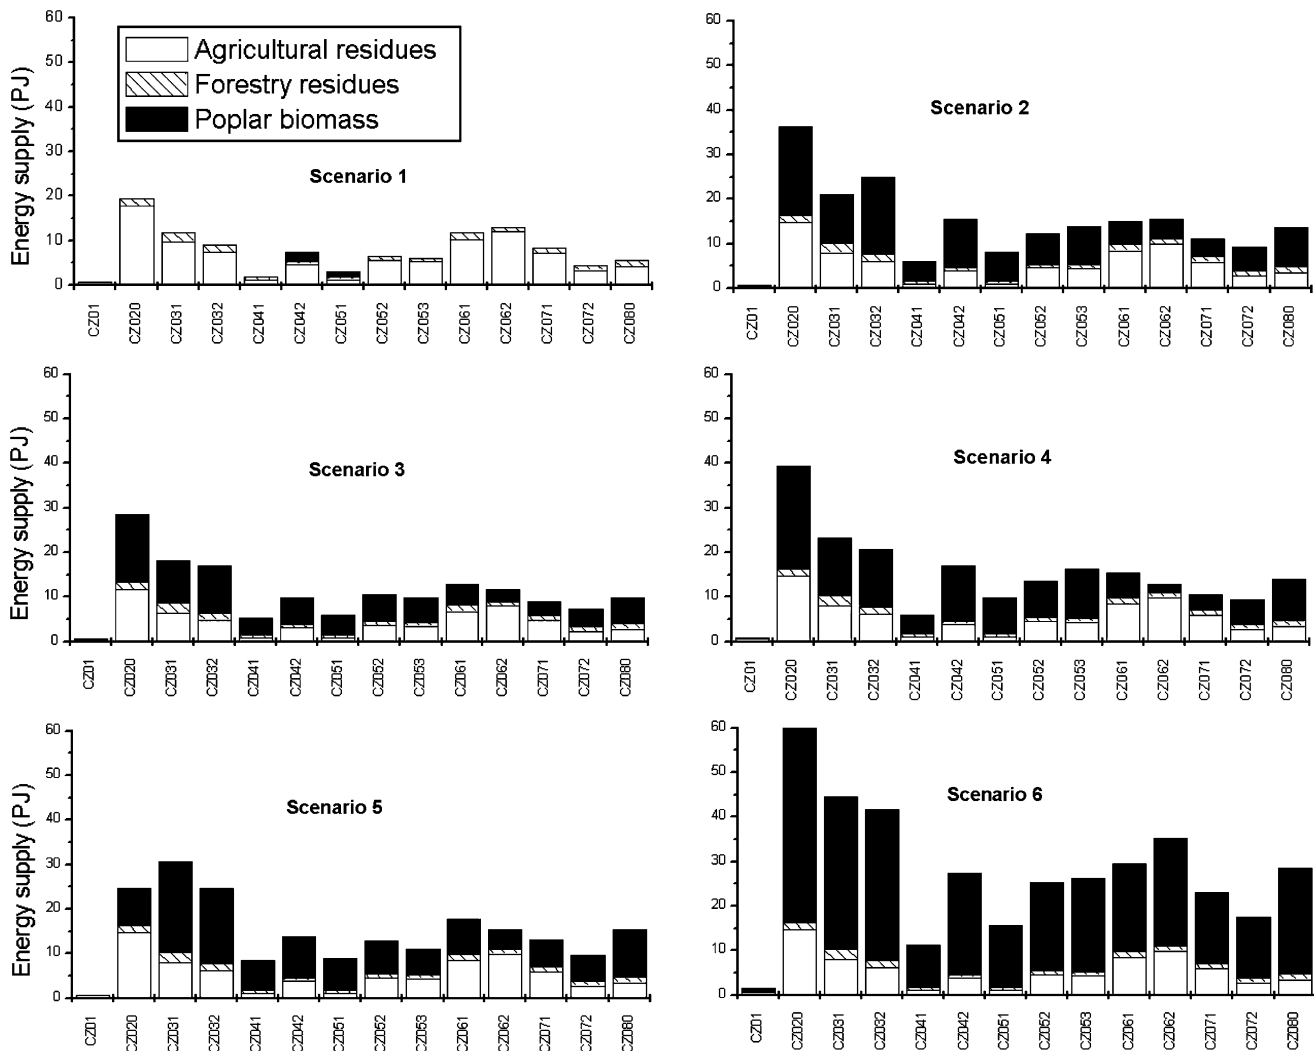 60
50
40
30
20
10
0
Energy supply (PJ)
Agricultural residues
Forestry residues
Poplar biomass
Scenario 1
CZ01 CZ020 CZ031 CZ032 CZ041 CZ042 CZ051 CZ052 CZ053 CZ061 CZ062 CZ071 CZ072 CZ080
60
50
40
30
20
10
0
Scenario 2
CZ01 CZ020 CZ031 CZ032 CZ041 CZ042 CZ051 CZ052 CZ053 CZ061 CZ062 CZ071 CZ072 CZ080
60
50
40
30
20
10
0
Energy supply (PJ)
Scenario 3
CZ01 CZ020 CZ031 CZ032 CZ041 CZ042 CZ051 CZ052 CZ053 CZ061 CZ062 CZ071 CZ072 CZ080
60
50
40
30
20
10
0
Scenario 4
CZ01 CZ020 CZ031 CZ032 CZ041 CZ042 CZ051 CZ052 CZ053 CZ061 CZ062 CZ071 CZ072 CZ080
60
50
40
30
20
10
0
Energy supply (PJ)
Scenario 5
CZ01 CZ020 CZ031 CZ032 CZ041 CZ042 CZ051 CZ052 CZ053 CZ061 CZ062 CZ071 CZ072 CZ080
60
50
40
30
20
10
0
Scenario 6
CZ01 CZ020 CZ031 CZ032 CZ041 CZ042 CZ051 CZ052 CZ053 CZ061 CZ062 CZ071 CZ072 CZ080